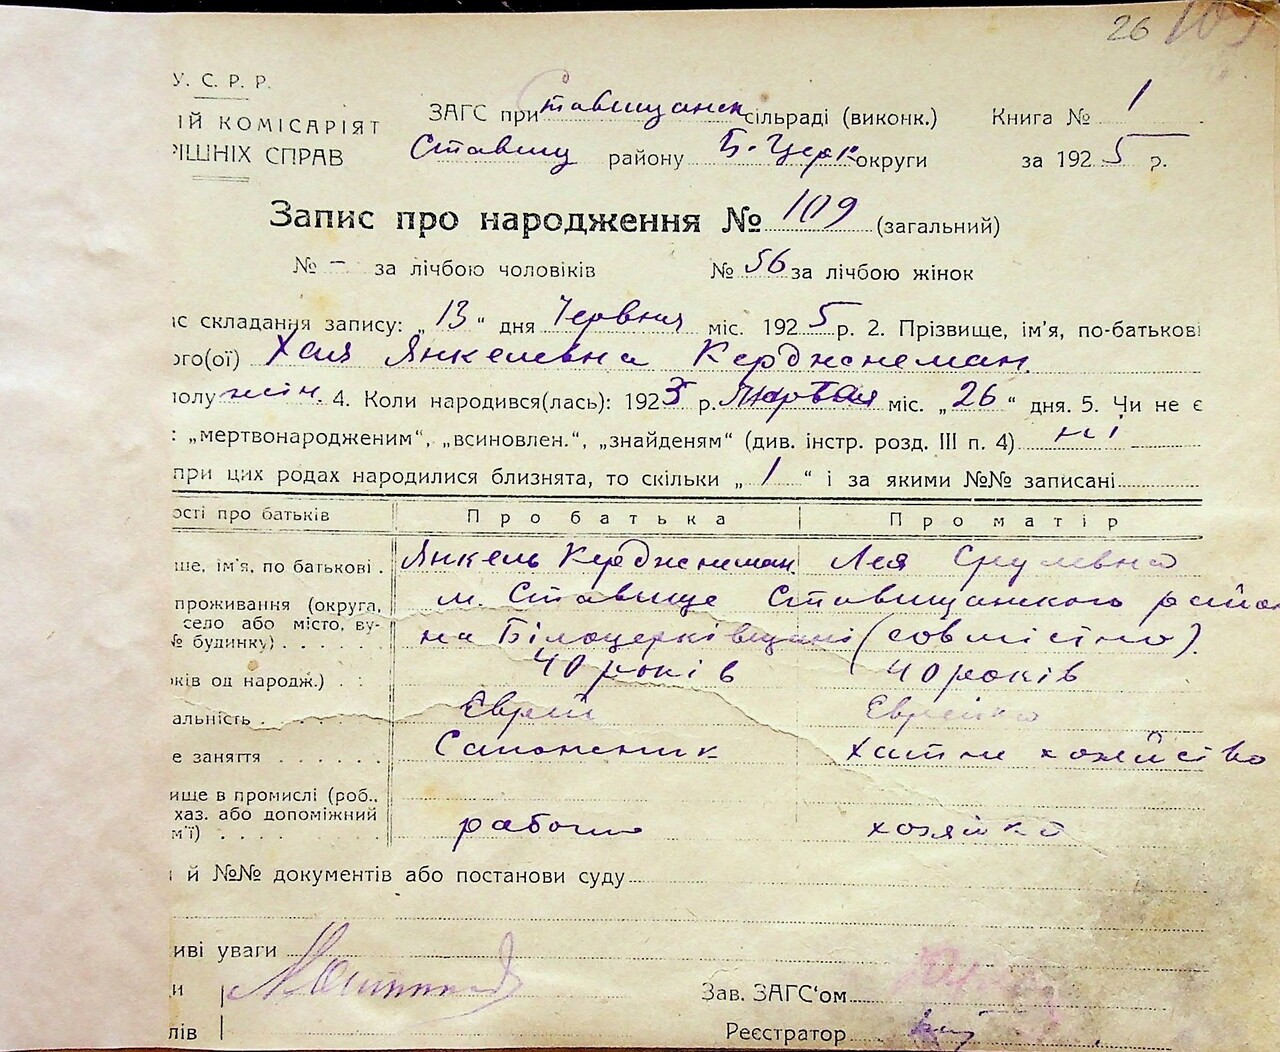 26
У. С. Р. Р.
ІЙ КОМІСАРІЯТ
РІШНІХ СПРАВ
ЗАГС при Ставищанск сільраді (виконк.) Книга № 1
Ставищ району Б-Церк округи за 1925 р.
Запис про народження № 109 (загальний)
№ - за лічбою чоловіків № 56 за лічбою жінок
ас складання запису: „13“ дня Червня міс. 1925 р. 2. Прізвище, ім'я, по-батькові
ого(ої) Хая Янкелевна Керджнеман
полу жін. 4. Коли народився(лась): 1925 р. міс. „26“ дня. 5. Чи не є
: „мертвонародженим“, „всиновлен.“, „знайденям“ (див. інстр. розд. III п. 4) ні
при цих родах народилися близнята, то скільки „1“ і за якими №№ записані
ості про батьків Про батька Про матір
ше, ім'я, по батькові . Янкель Керджнеман Лея Срулевна
проживання (округа, село або місто, ву- № будинку) м. Ставище Ставищанского район
на Білоцерківщині (совмістно).
ків од народж.) . . 40 років 40 років
альність . Єврей Еврейка
е заняття Сапожник хатне хозяйство
ище в промислі (роб., хаз. або допоміжний м'ї) рабочий хозяйка
й №№ документів або постанови суду
иві уваги
и Зав. ЗАГС'ом
лів Реєстратор